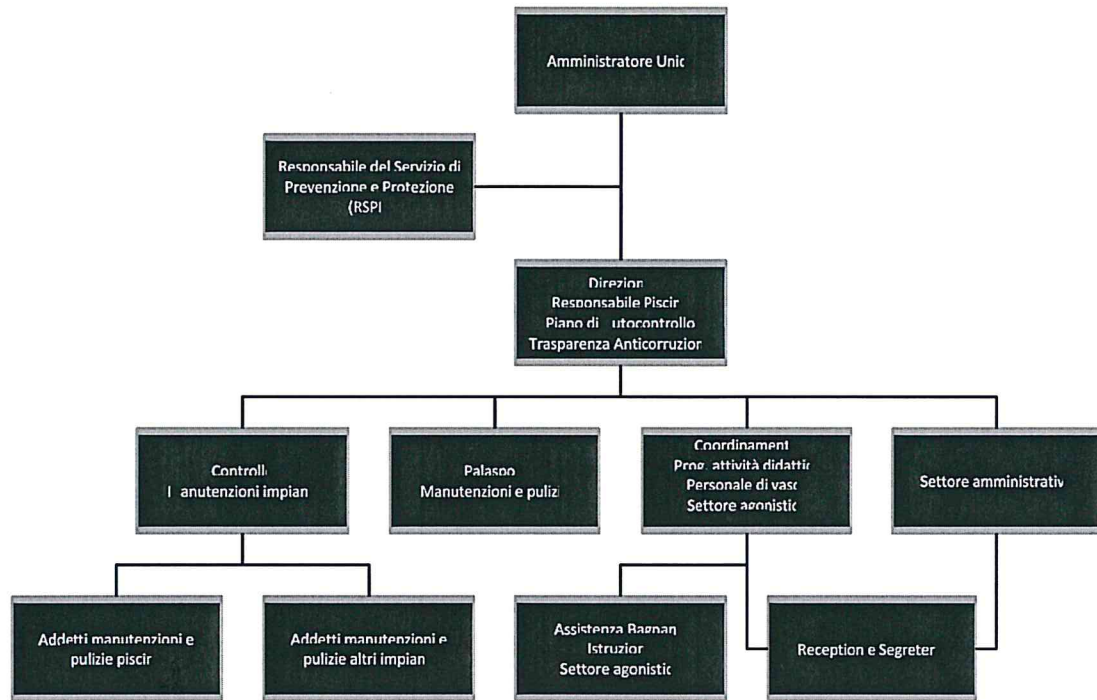 Amministratore Unic
Responsabile del Servizio di
Prevenzione e Protezione
(RSPI
Direzion
Responsabile Piscir
Piano di utocontrollo
Trasparenza Anticorruzion
Controll
I anutenzioni impian
Palaspo
Manutenzioni e pulizi
Coordinament
Prog. attività didattic
Personale di vasc
Settore agonistic
Settore amministrativ
Addetti manutenzioni e
pulizie piscir
Addetti manutenzioni e
pulizie altri impian
Assistenza Bagnan
Istruzior
Settore agonistic
Reception e Segreter